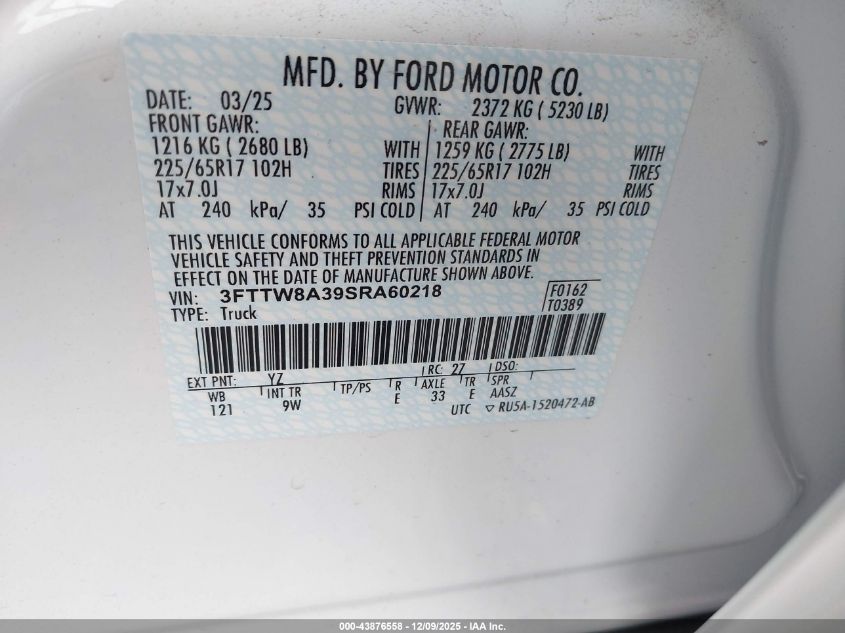 MFD. BY FORD MOTOR CO.
DATE: 03/25 GVWR: 2372 KG ( 5230 LB)
FRONT GAWR: REAR GAWR:
1216 KG ( 2680 LB) WITH 1259 KG ( 2775 LB) WITH
225/65R17 102H TIRES 225/65R17 102H TIRES
17x7.0J RIMS 17x7.0J RIMS
AT 240 kPa/ 35 PSI COLD AT 240 kPa/ 35 PSI COLD
THIS VEHICLE CONFORMS TO ALL APPLICABLE FEDERAL MOTOR
VEHICLE SAFETY AND THEFT PREVENTION STANDARDS IN
EFFECT ON THE DATE OF MANUFACTURE SHOWN ABOVE.
VIN: 3FTTW8A39SRA60218 F0162
TYPE: Truck T0389
EXT PNT: YZ RC: 27 DSO:
WB INT TR TP/PS R AXLE TR SPR
121 9W E 33 E AASZ
UTC ▽ RU5A-1520472-AB
000-43876558 - 12/09/2025 - IAA Inc.